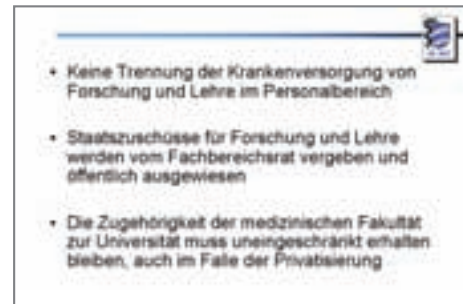 • Keine Trennung der Krankenversorgung von
Forschung und Lehre im Personalbereich
• Staatszuschüsse für Forschung und Lehre
werden vom Fachbereichsrat vergeben und
öffentlich ausgewiesen
• Die Zugehörigkeit der medizinischen Fakultät
zur Universität muss uneingeschränkt erhalten
bleiben, auch im Falle der Privatisierung